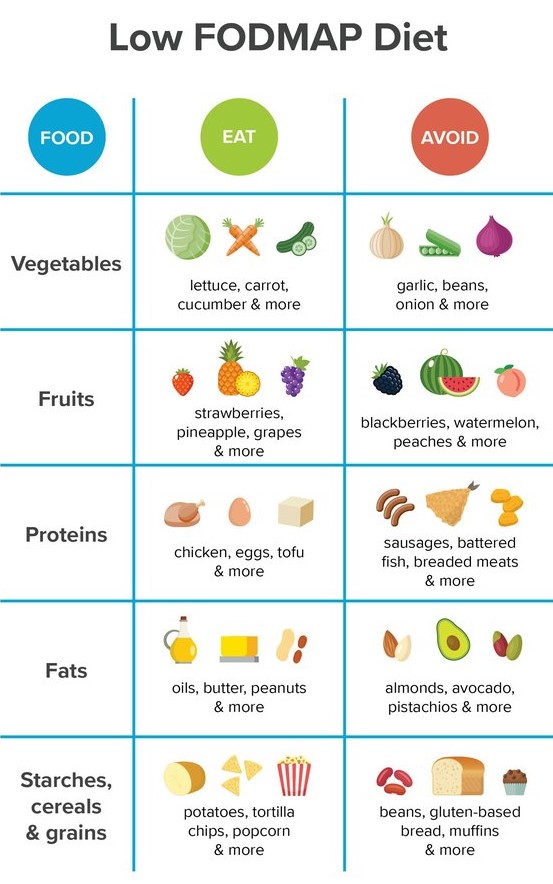 Low FODMAP Diet
FOOD
EAT
AVOID
Vegetables
lettuce, carrot,
cucumber & more
garlic, beans,
onion & more
Fruits
strawberries,
pineapple, grapes
& more
blackberries, watermelon,
peaches & more
Proteins
chicken, eggs, tofu
& more
sausages, battered
fish, breaded meats
& more
Fats
oils, butter, peanuts
& more
almonds, avocado,
pistachios & more
Starches,
cereals
& grains
potatoes, tortilla
chips, popcorn
& more
beans, gluten-based
bread, muffins
& more